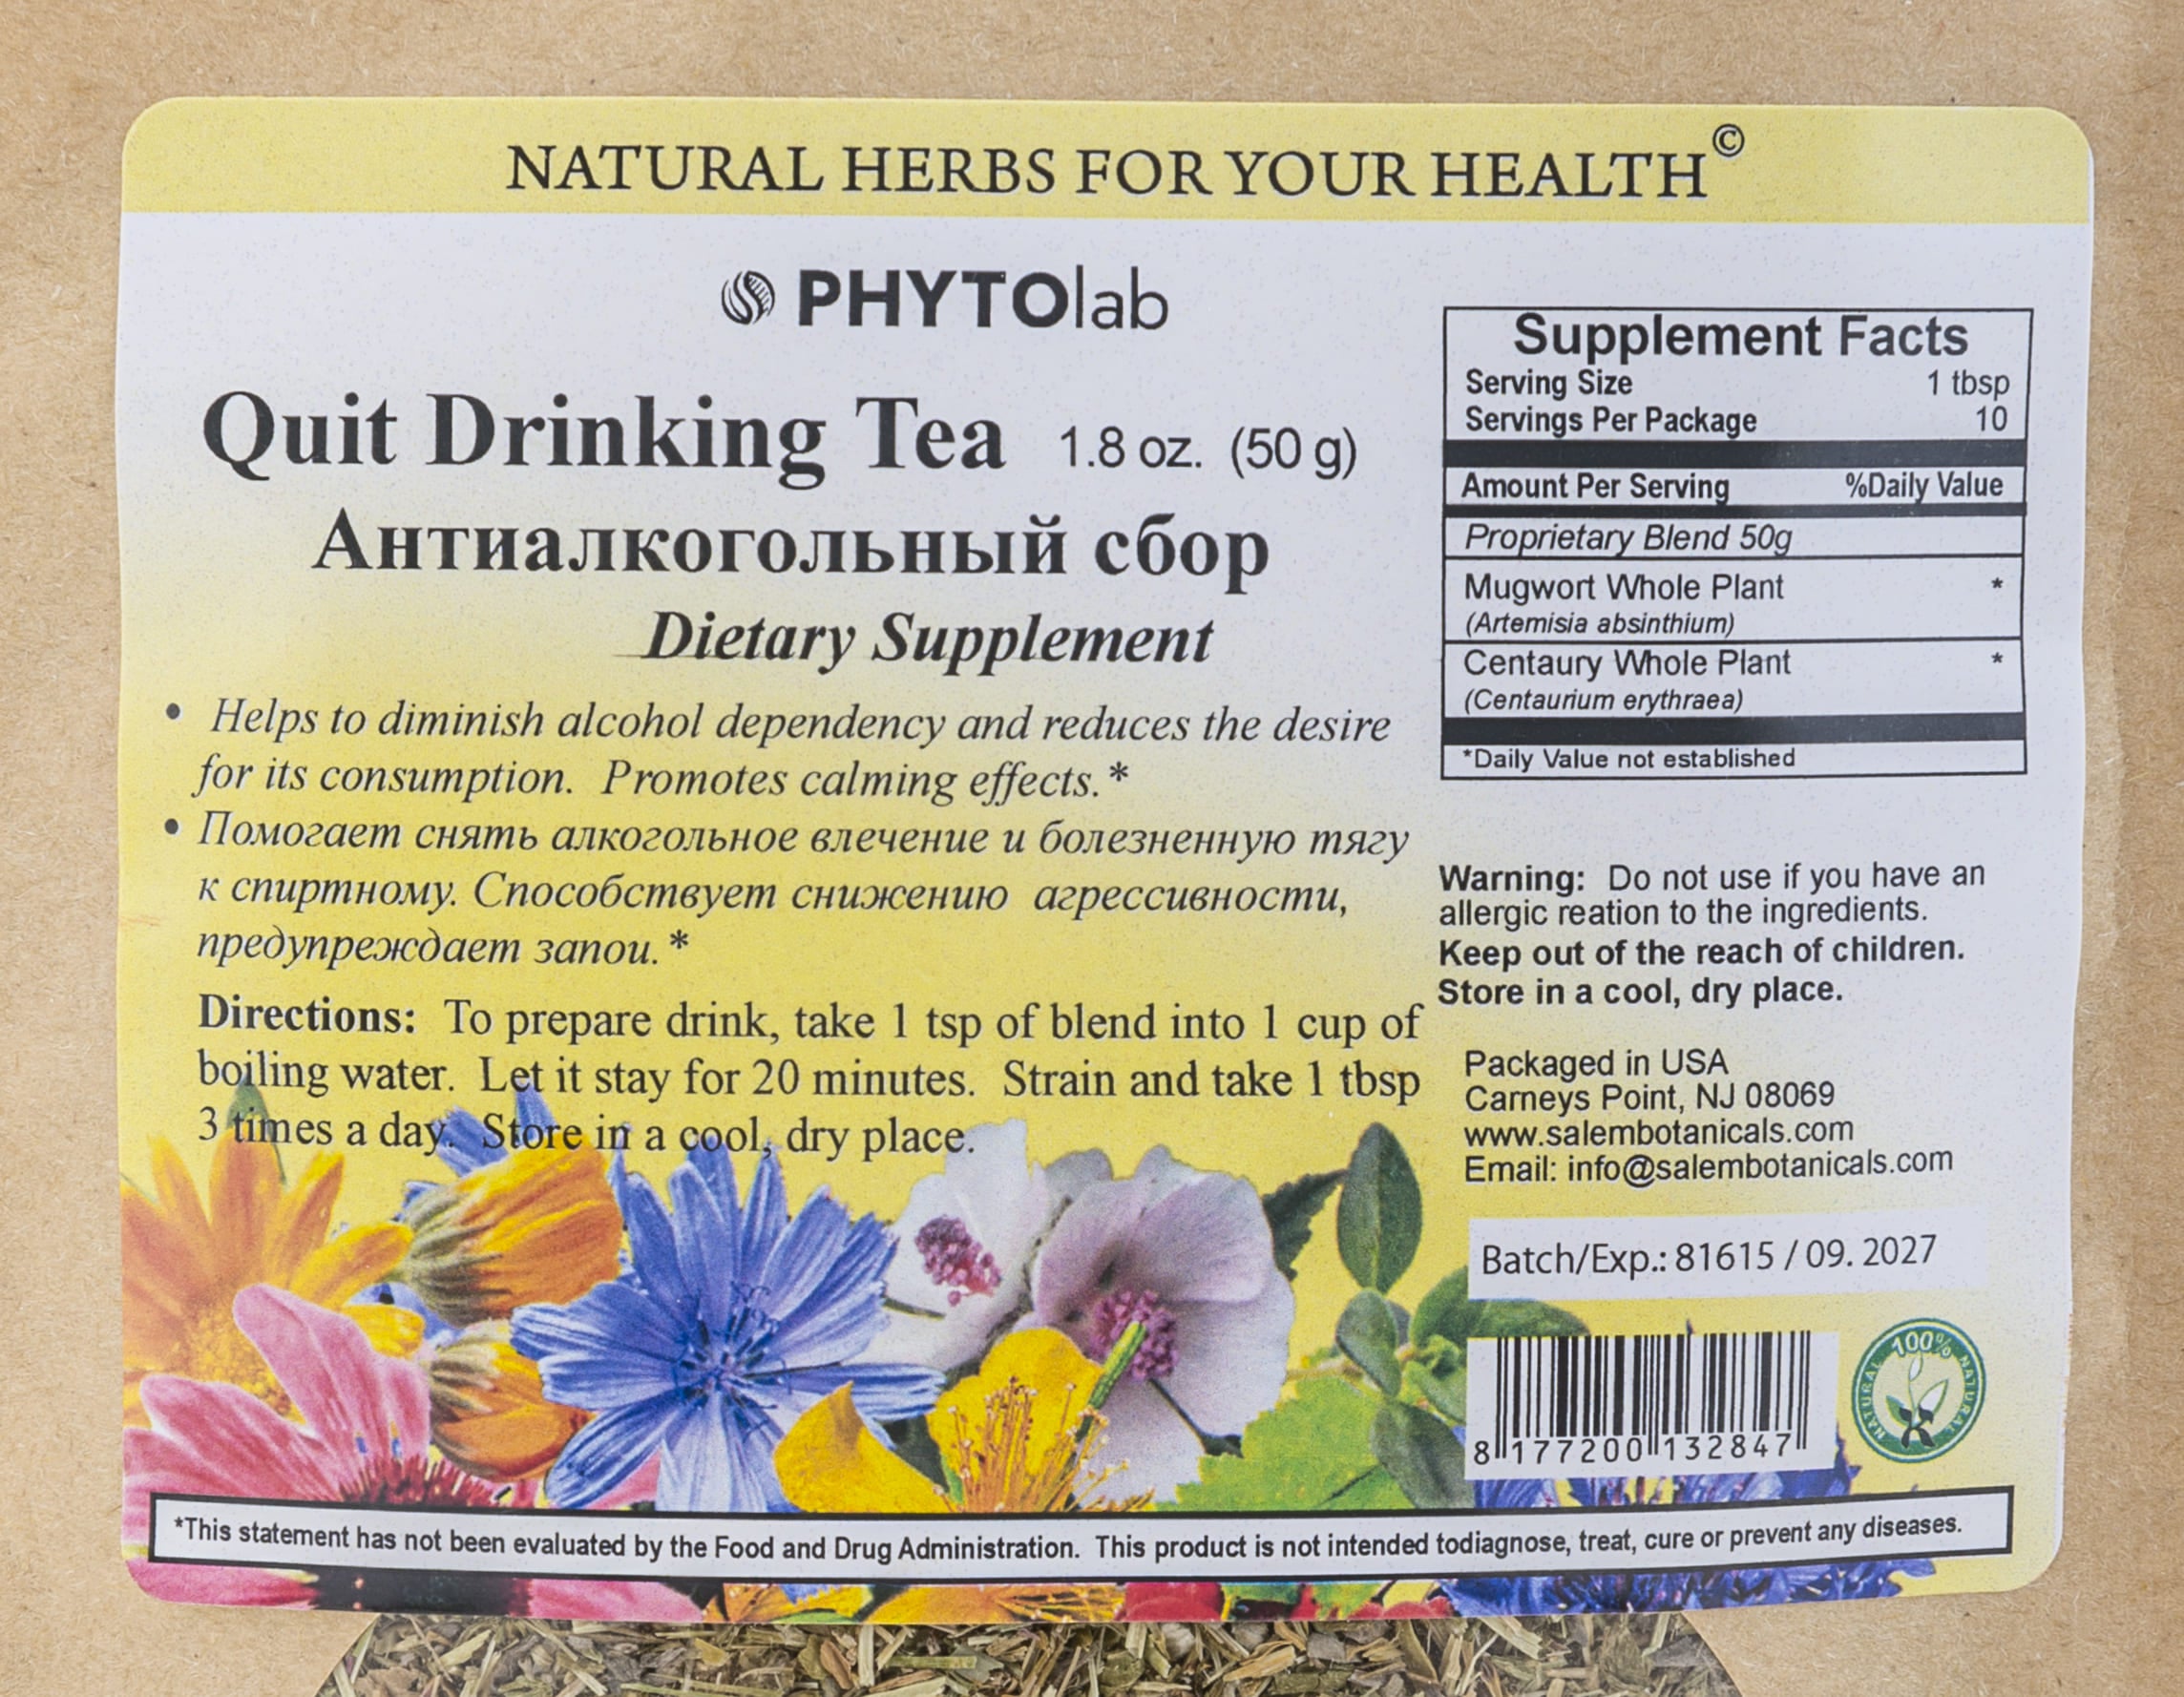 NATURAL HERBS FOR YOUR HEALTH©
PHYTOlab
Quit Drinking Tea 1.8 oz. (50 g)
Антиалкогольный сбор
Dietary Supplement
• Helps to diminish alcohol dependency and reduces the desire
for its consumption. Promotes calming effects.*
• Помогает снять алкогольное влечение и болезненную тягу
к спиртному. Способствует снижению агрессивности,
предупреждает запои.*
Directions: To prepare drink, take 1 tsp of blend into 1 cup of
boiling water. Let it stay for 20 minutes. Strain and take 1 tbsp
3 times a day. Store in a cool, dry place.
Supplement Facts
Serving Size 1 tbsp
Servings Per Package 10
Amount Per Serving %Daily Value
Proprietary Blend 50g
Mugwort Whole Plant *
(Artemisia absinthium)
Centaury Whole Plant *
(Centaurium erythraea)
*Daily Value not established
Warning: Do not use if you have an
allergic reation to the ingredients.
Keep out of the reach of children.
Store in a cool, dry place.
Packaged in USA
Carneys Point, NJ 08069
www.salembotanicals.com
Email: info@salembotanicals.com
Batch/Exp.: 81615 / 09. 2027
8 177200 132847
100% NATURAL NATURAL
*This statement has not been evaluated by the Food and Drug Administration. This product is not intended todiagnose, treat, cure or prevent any diseases.